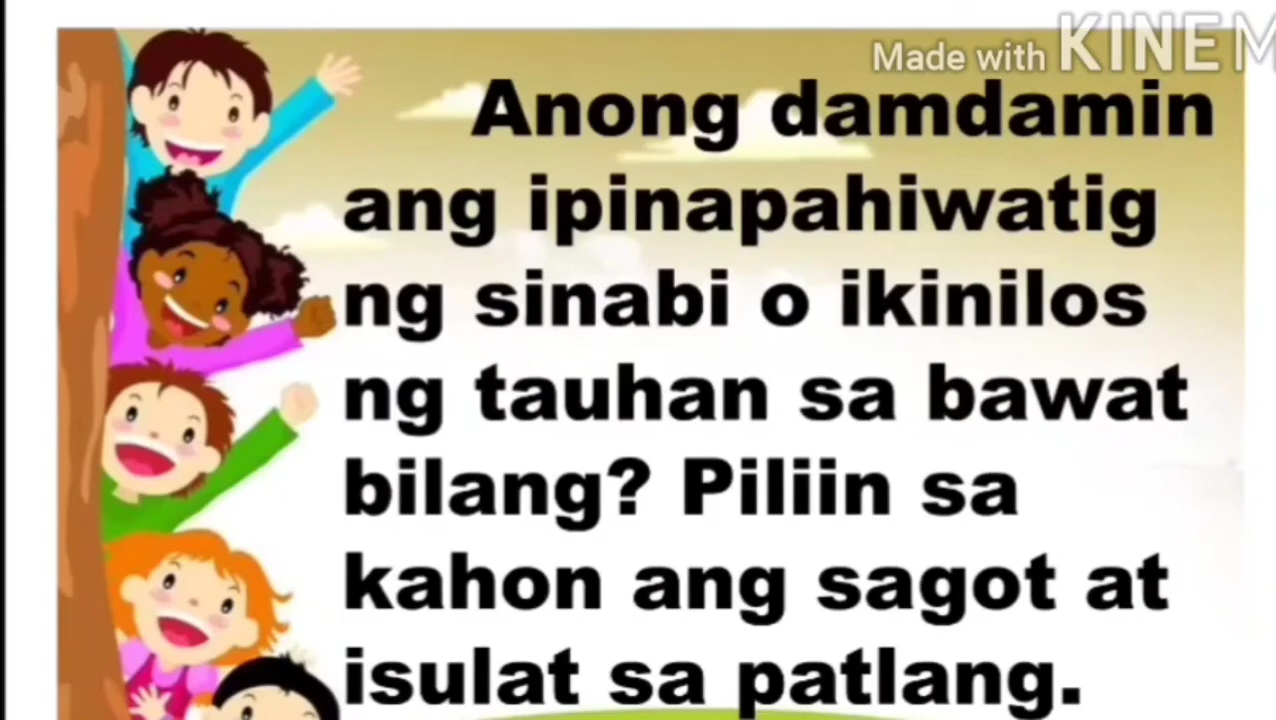 Made with KINEM
Anong damdamin
ang ipinapahiwatig
ng sinabi o ikinilos
ng tauhan sa bawat
bilang? Piliin sa
kahon ang sagot at
isulat sa patlang.